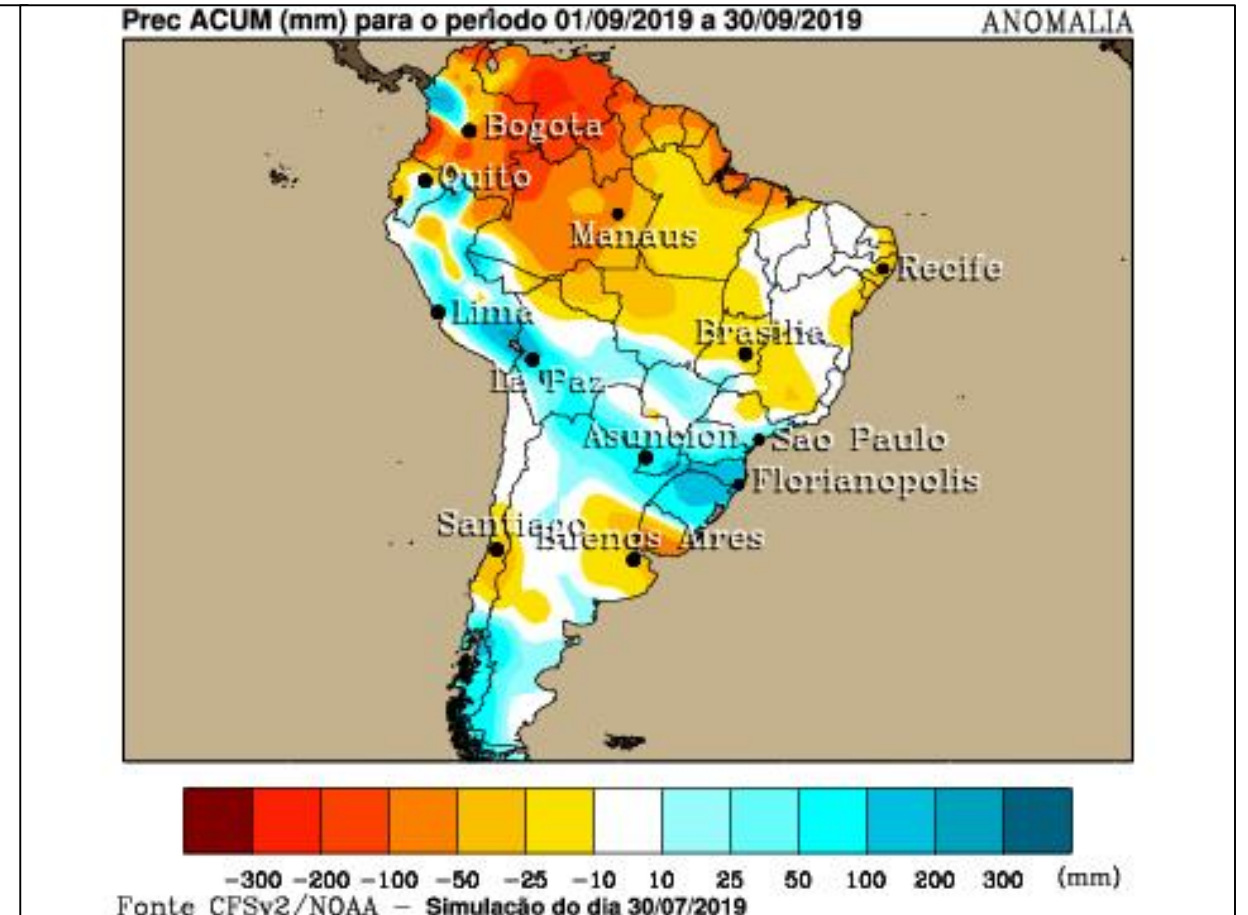 Prec ACUM (mm) para o periodo 01/09/2019 a 30/09/2019 ANOMALIA
Bogota
Quito
Manaus
Recife
Lima
Brasilia
La Paz
Asuncion
Sao Paulo
Florianopolis
Santiago
Buenos Aires
-300 -200 -100 -50 -25 -10 10 25 50 100 200 300 (mm)
Fonte CFSv2/NOAA – Simulação do dia 30/07/2019